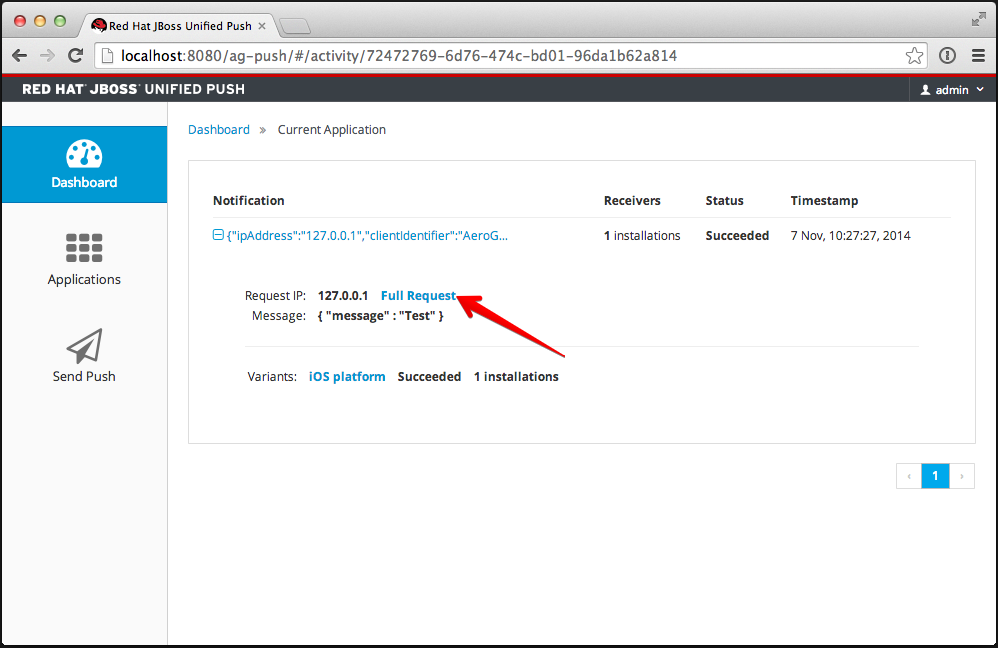 Red Hat JBoss Unified Push
localhost:8080/ag-push/#/activity/72472769-6d76-474c-bd01-96da1b62a814
RED HAT® JBOSS® UNIFIED PUSH
admin
Dashboard
Applications
Send Push
Dashboard » Current Application
Notification Receivers Status Timestamp
{"ipAddress":"127.0.0.1","clientIdentifier":"AeroG... 1 installations Succeeded 7 Nov, 10:27:27, 2014
Request IP: 127.0.0.1 Full Request
Message: { "message" : "Test" }
Variants: iOS platform Succeeded 1 installations
‹ 1 ›